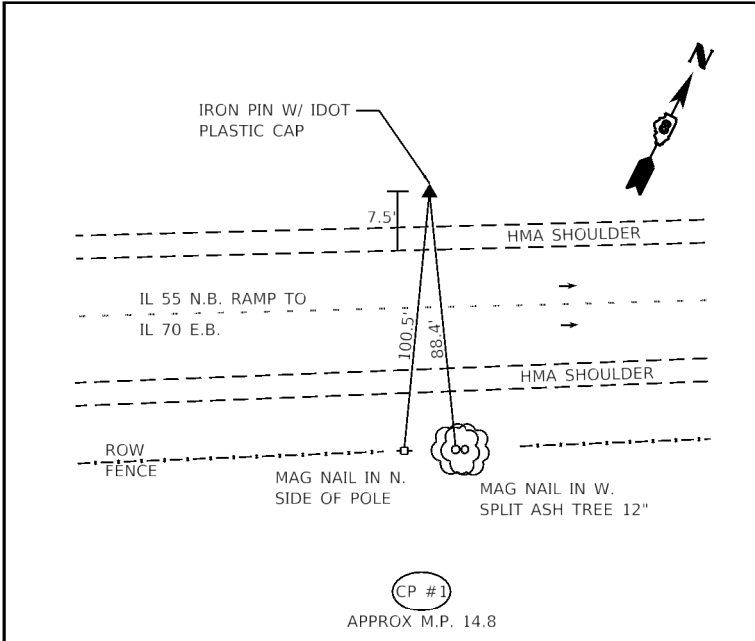 N
IRON PIN W/ IDOT
PLASTIC CAP
7.5'
HMA SHOULDER
IL 55 N.B. RAMP TO
IL 70 E.B.
100.5'
88.4'
HMA SHOULDER
ROW
FENCE
MAG NAIL IN N.
SIDE OF POLE
MAG NAIL IN W.
SPLIT ASH TREE 12"
CP #1
APPROX M.P. 14.8